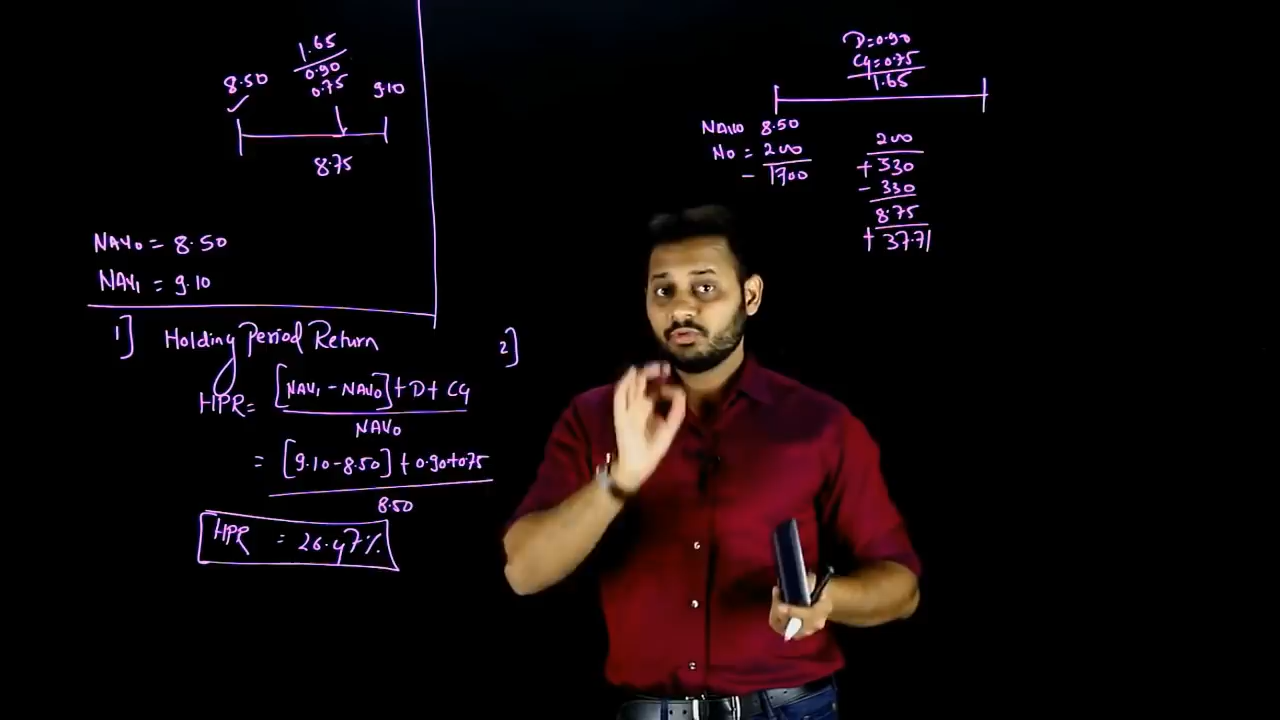 1.65
0.90
0.75
8.50
9.10
8.75
NAV0 = 8.50
NAV1 = 9.10
1] Holding Period Return
HPR = [NAV1 - NAV0] + D + CG
NAV0
= [9.10-8.50] + 0.90+0.75
8.50
HPR = 26.47%
2]
D=0.90
CG=0.75
1.65
NAV0 8.50
No = 200
- 1700
200
+ 330
- 330
8.75
+ 37.71